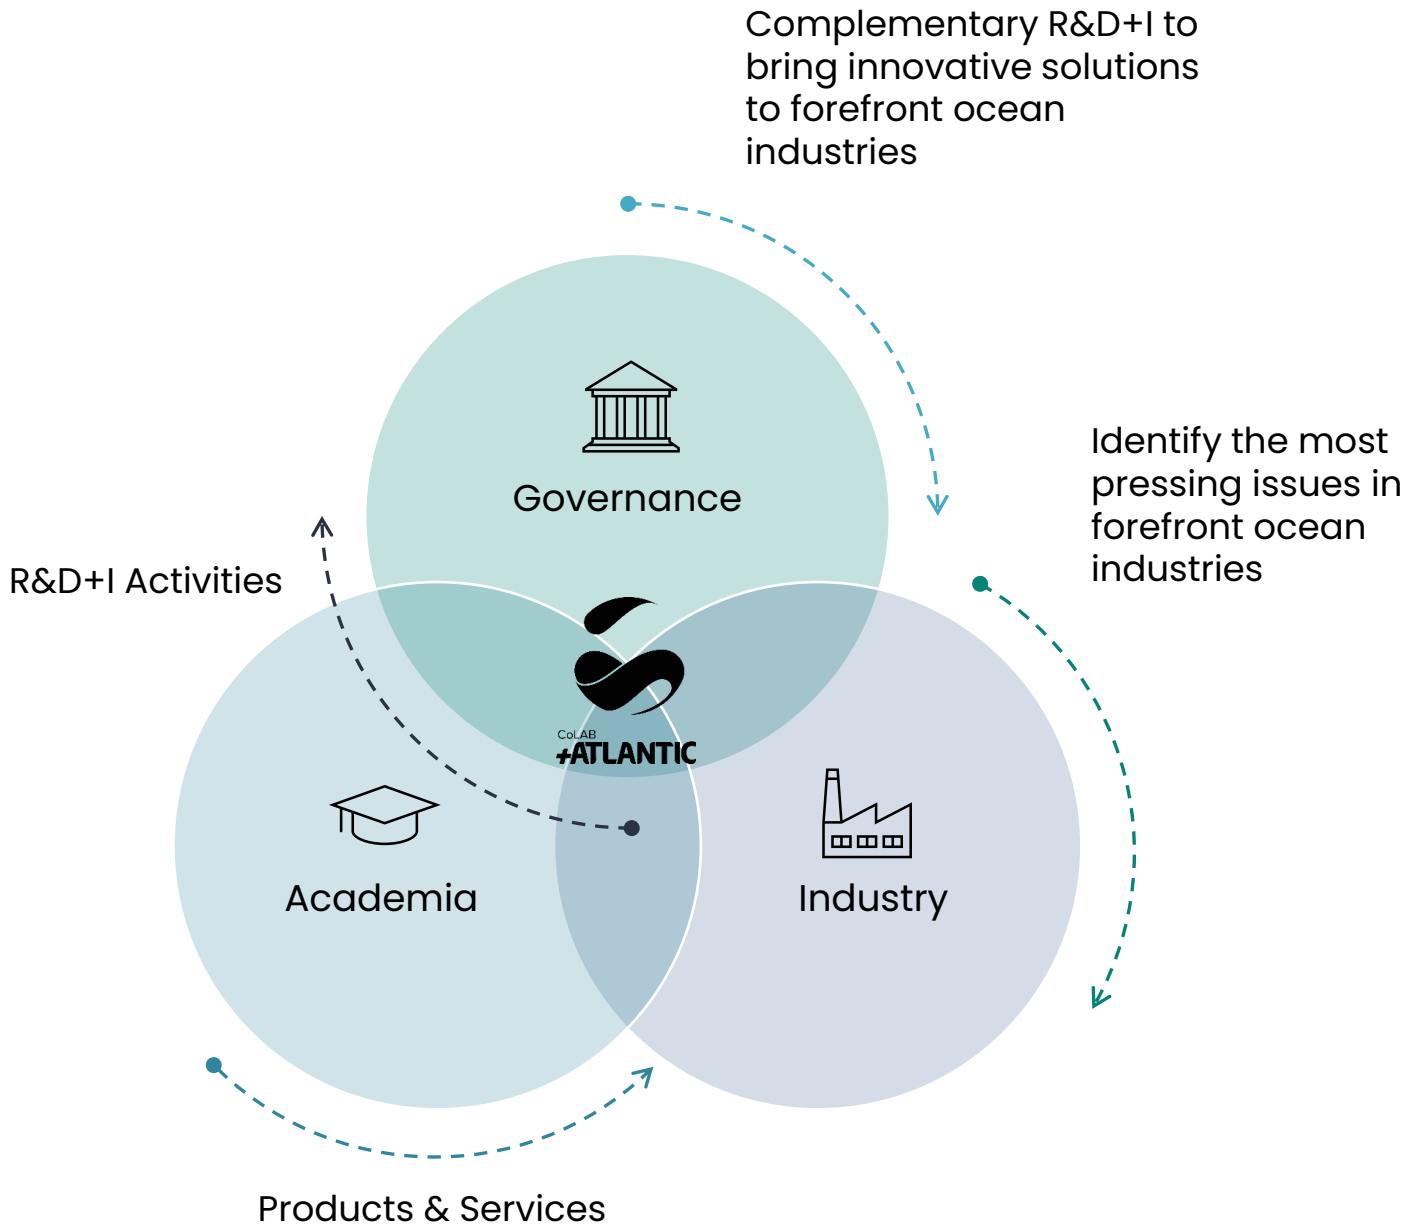 Complementary R&D+I to
bring innovative solutions
to forefront ocean
industries
Governance
Identify the most
pressing issues in
forefront ocean
industries
R&D+I Activities
CoLAB
+ATLANTIC
Academia
Industry
Products & Services